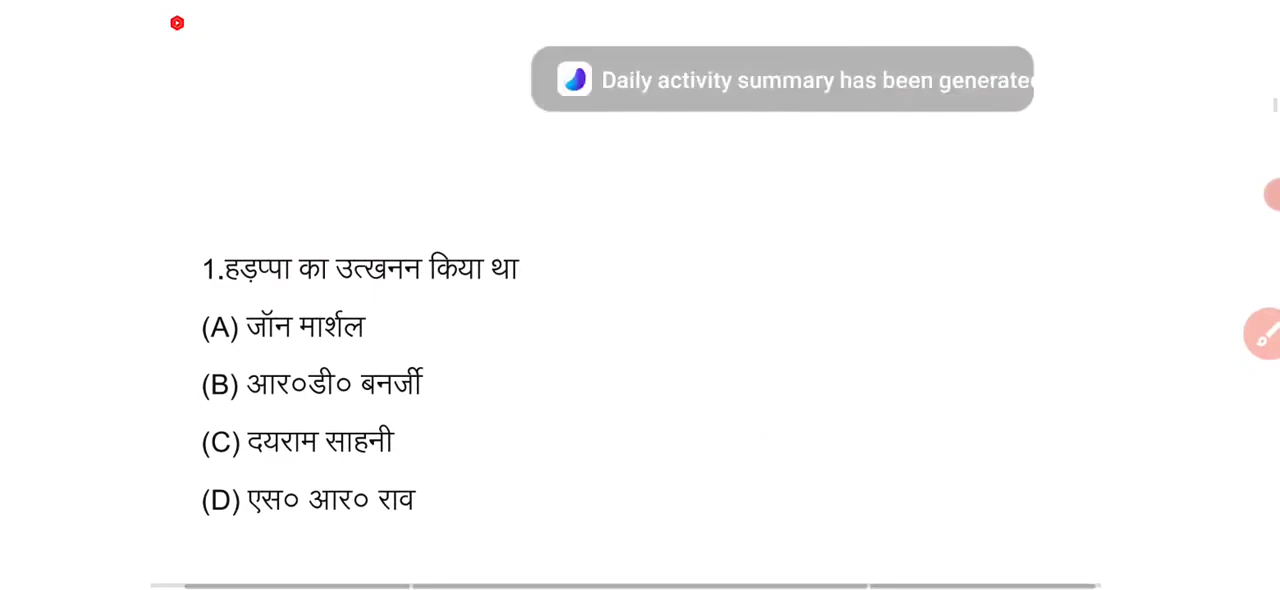 Daily activity summary has been generated
1.हड़प्पा का उत्खनन किया था
(A) जॉन मार्शल
(B) आर०डी० बनर्जी
(C) दयराम साहनी
(D) एस० आर० राव